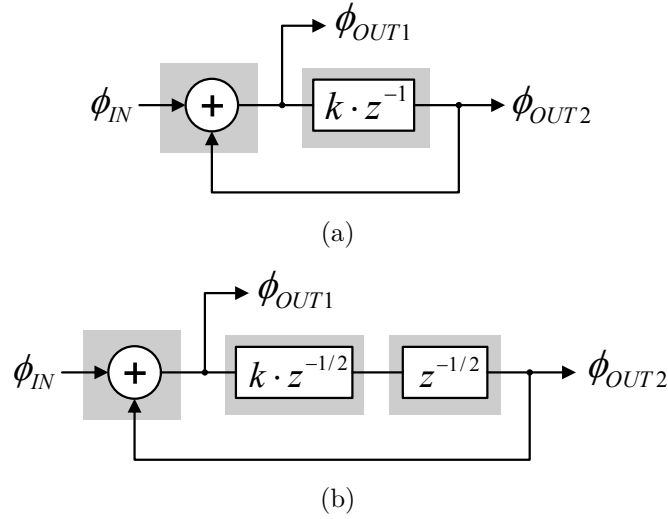 ϕ_OUT1
ϕ_IN + k · z^{-1} ϕ_OUT2
(a)
ϕ_OUT1
ϕ_IN + k · z^{-1/2} z^{-1/2} ϕ_OUT2
(b)